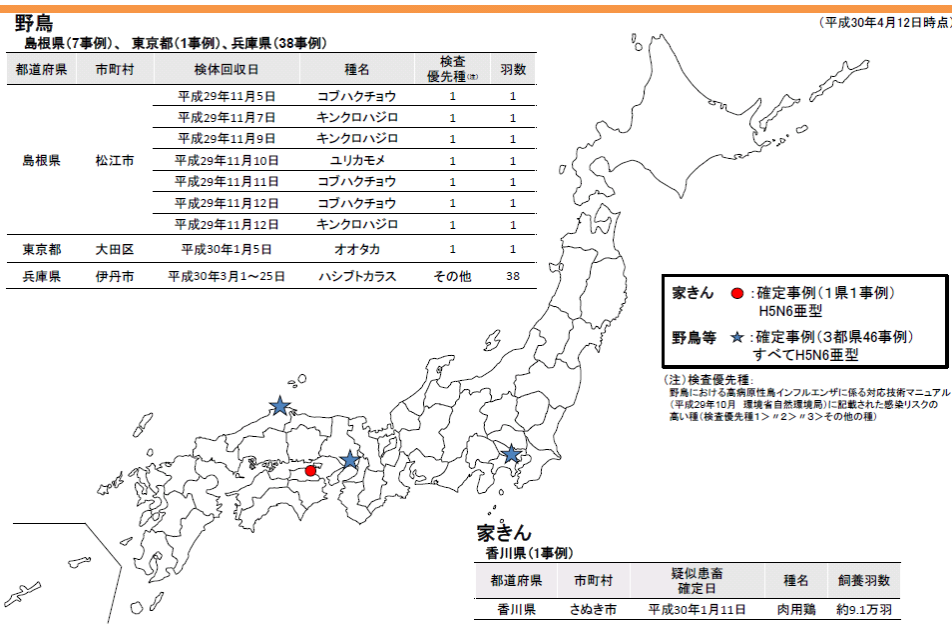 野鳥
(平成30年4月12日時点)
島根県(7事例)、東京都(1事例)、兵庫県(38事例)
都道府県 市町村 検体回収日 種名 検査優先種(注) 羽数
平成29年11月5日 コブハクチョウ 1 1
平成29年11月7日 キンクロハジロ 1 1
平成29年11月9日 キンクロハジロ 1 1
島根県 松江市 平成29年11月10日 ユリカモメ 1 1
平成29年11月11日 コブハクチョウ 1 1
平成29年11月12日 コブハクチョウ 1 1
平成29年11月12日 キンクロハジロ 1 1
東京都 大田区 平成30年1月5日 オオタカ 1 1
兵庫県 伊丹市 平成30年3月1~25日 ハシブトカラス その他 38
家きん ●:確定事例(1県1事例)
H5N6亜型
野鳥等 ★:確定事例(3都県46事例)
すべてH5N6亜型
(注)検査優先種:
野鳥における高病原性鳥インフルエンザに係る対応技術マニュアル
(平成29年10月 環境省自然環境局)に記載された感染リスクの
高い種(検査優先種1>〃2>〃3>その他の種)
家きん
香川県(1事例)
都道府県 市町村 疑似患畜確定日 種名 飼養羽数
香川県 さぬき市 平成30年1月11日 肉用鶏 約9.1万羽